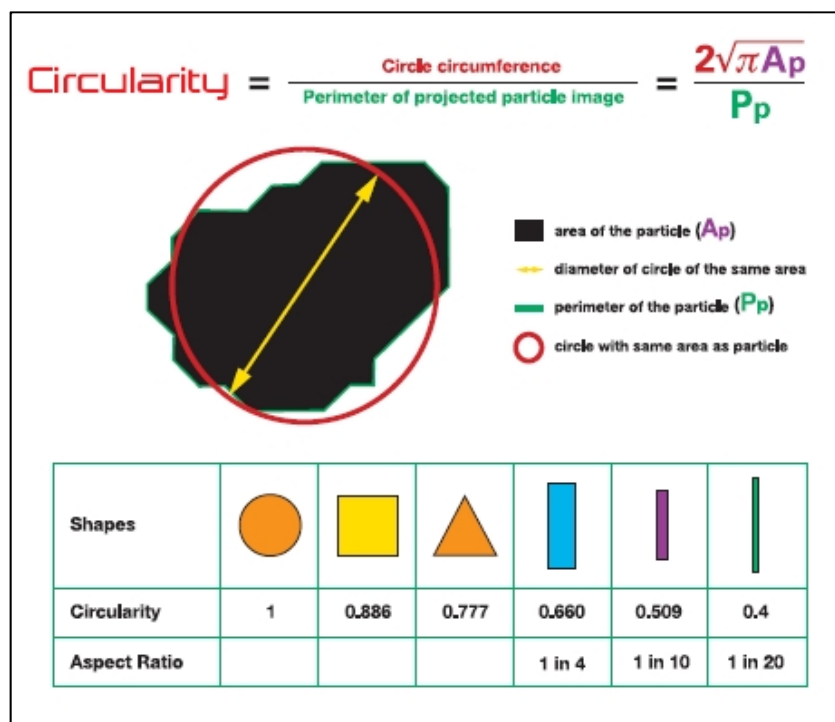 Circularity = Circle circumference / Perimeter of projected particle image = 2√πAp / Pp
area of the particle (Ap)
diameter of circle of the same area
perimeter of the particle (Pp)
circle with same area as particle
Shapes
Circularity 1 0.886 0.777 0.660 0.509 0.4
Aspect Ratio 1 in 4 1 in 10 1 in 20